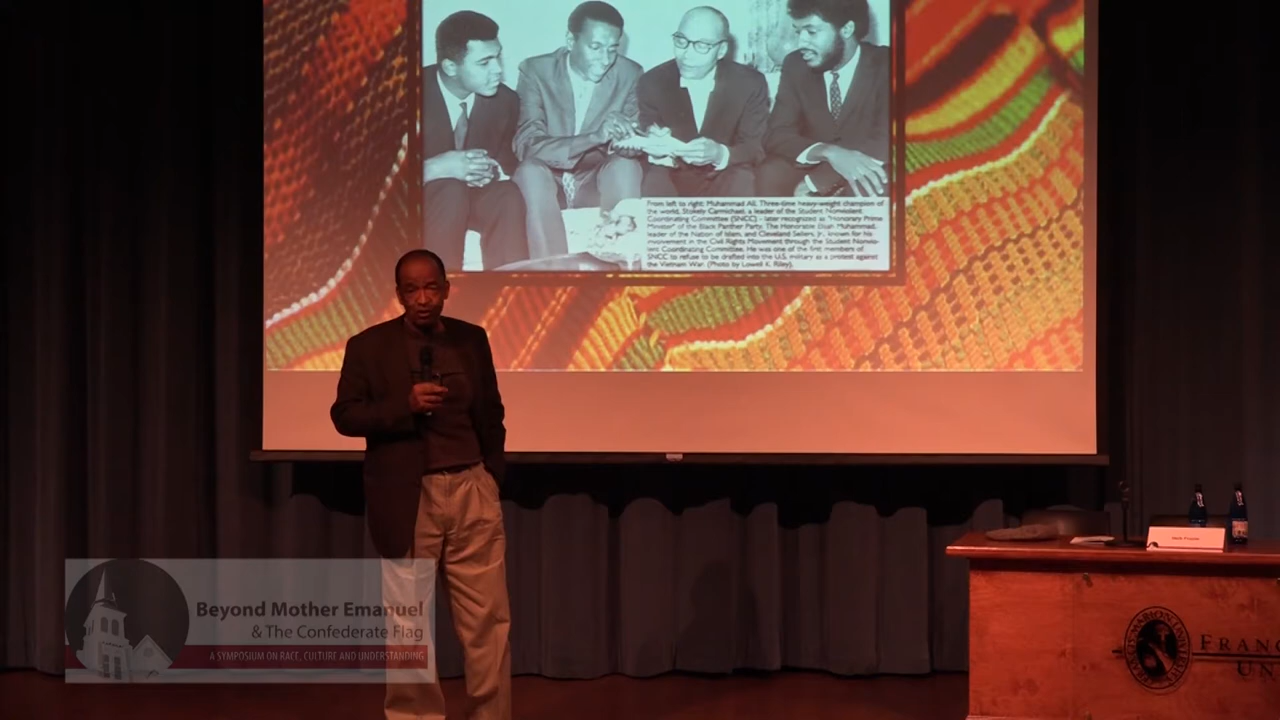 From left to right: Muhammad Ali, Three-time heavy-weight champion of
the world, Stokely Carmichael, a leader of the Student Nonviolent
Coordinating Committee (SNCC) - later recognized as "Honorary Prime
Minister" of the Black Panther Party, The Honorable Elijah Muhammad,
leader of the Nation of Islam, and Cleveland Sellers, Jr., known for his
involvement in the Civil Rights Movement through the Student Nonvio-
lent Coordinating Committee. He was one of the first members of
SNCC to refuse to be drafted into the U.S. military as a protest against
the Vietnam War. (Photo by Lowell K. Riley).
Beyond Mother Emanuel
& The Confederate Flag
A SYMPOSIUM ON RACE, CULTURE AND UNDERSTANDING
FRANC
UN